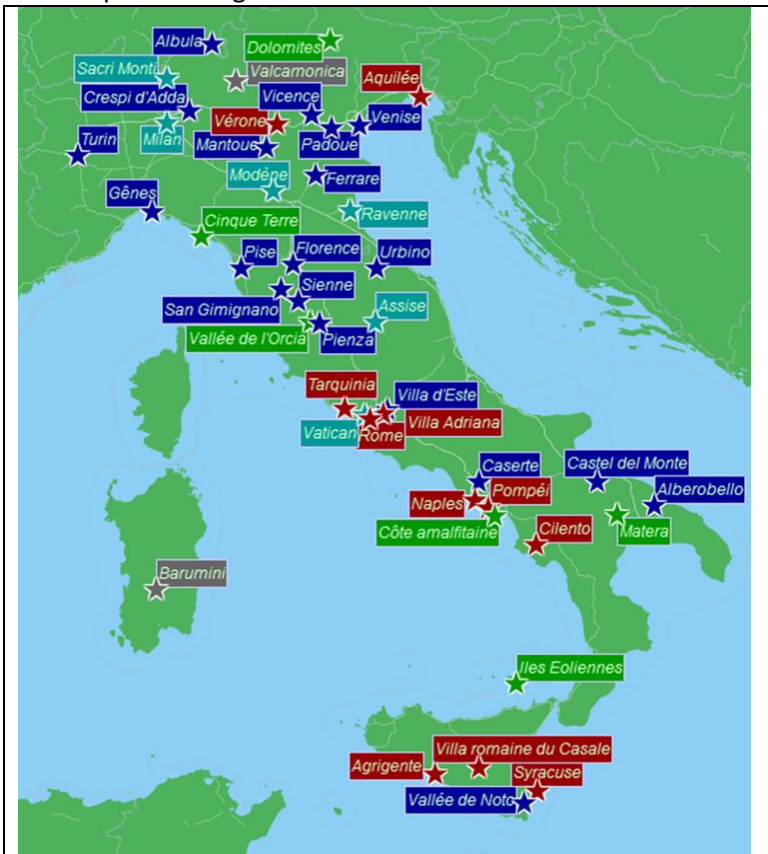 Albula
Dolomites
Sacri Monti
Valcamonica
Aquilée
Crespi d'Adda
Vicence
Vérone
Venise
Turin
Milan
Mantoue
Padoue
Modène
Ferrare
Gênes
Ravenne
Cinque Terre
Pise
Florence
Urbino
Sienne
San Gimignano
Assise
Vallée de l'Orcia
Pienza
Tarquinia
Villa d'Este
Villa Adriana
Vatican
Rome
Caserte
Castel del Monte
Pompéi
Alberobello
Naples
Côte amalfitaine
Cilento
Matera
Barumini
Iles Eoliennes
Villa romaine du Casale
Agrigente
Syracuse
Vallée de Noto